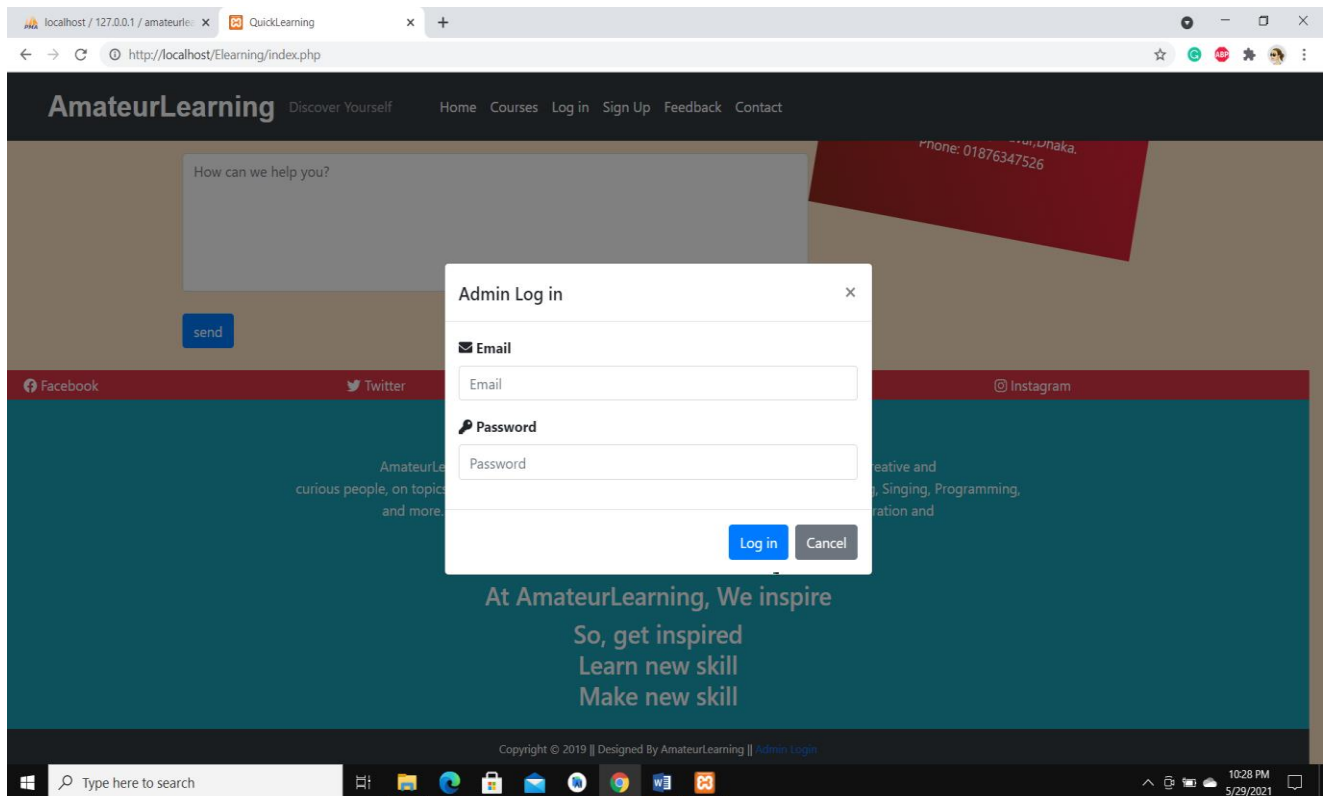 localhost / 127.0.0.1 / amateurlea
QuickLearning
http://localhost/Elearning/index.php
ABP
AmateurLearning Discover Yourself Home Courses Log in Sign Up Feedback Contact
Dhaka.
Phone: 01876347526
How can we help you?
send
Admin Log in
Email
Email
Password
Password
Log in Cancel
Facebook Twitter Instagram
AmateurLe eative and
curious people, on topics , Singing, Programming,
and more. ration and
At AmateurLearning, We inspire
So, get inspired
Learn new skill
Make new skill
Copyright © 2019 || Designed By AmateurLearning || Admin Login
Type here to search
10:28 PM
5/29/2021